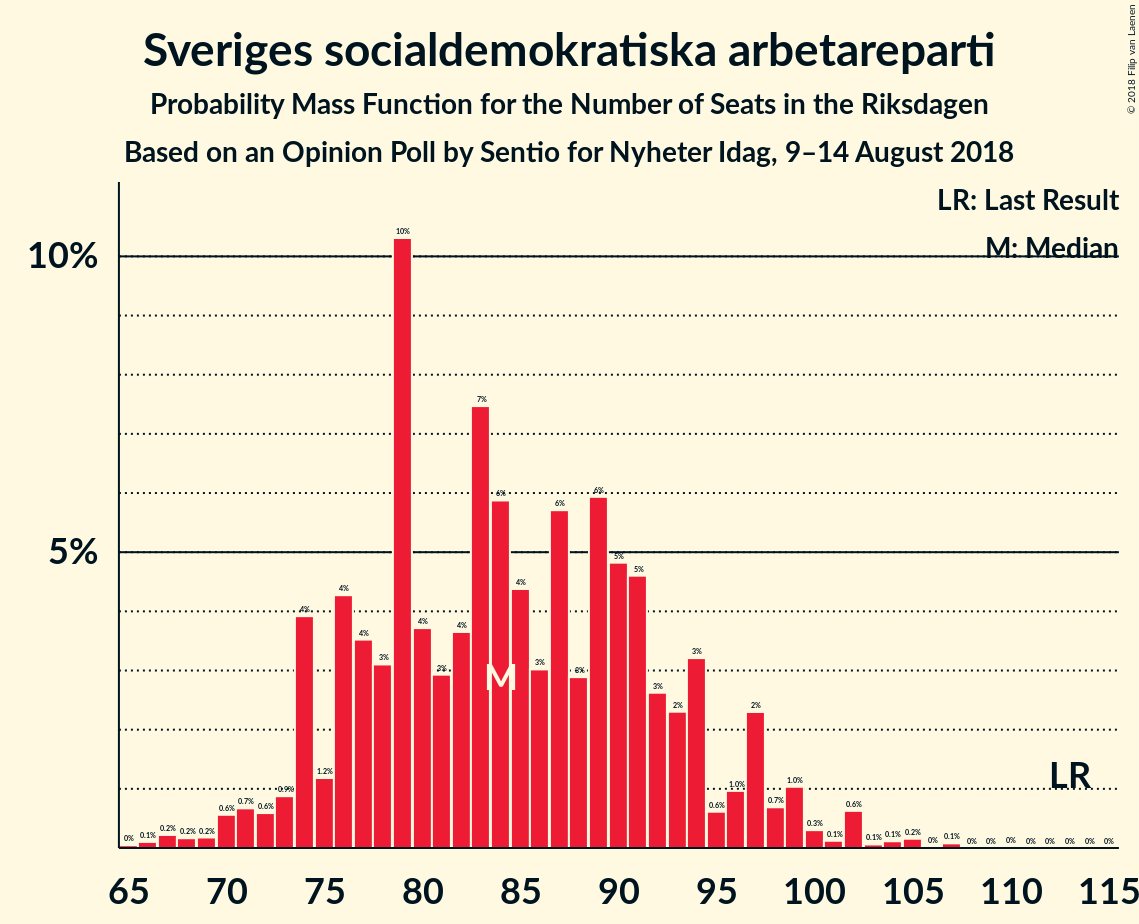 Sveriges socialdemokratiska arbetareparti
Probability Mass Function for the Number of Seats in the Riksdagen
Based on an Opinion Poll by Sentio for Nyheter Idag, 9–14 August 2018
© 2018 Filip van Laenen
LR: Last Result
M: Median
10%
5%
0% 0.1% 0.2% 0.2% 0.2% 0.6% 0.7% 0.6% 0.9% 4% 1.2% 4% 4% 3% 10% 4% 3% 4% 7% 6% 4% 3% 6% 3% 6% 5% 5% 3% 2% 3% 0.6% 1.0% 2% 0.7% 1.0% 0.3% 0.1% 0.6% 0.1% 0.1% 0.2% 0% 0.1% 0% 0% 0% 0% 0% 0% 0% 0%
M
LR
65 70 75 80 85 90 95 100 105 110 115